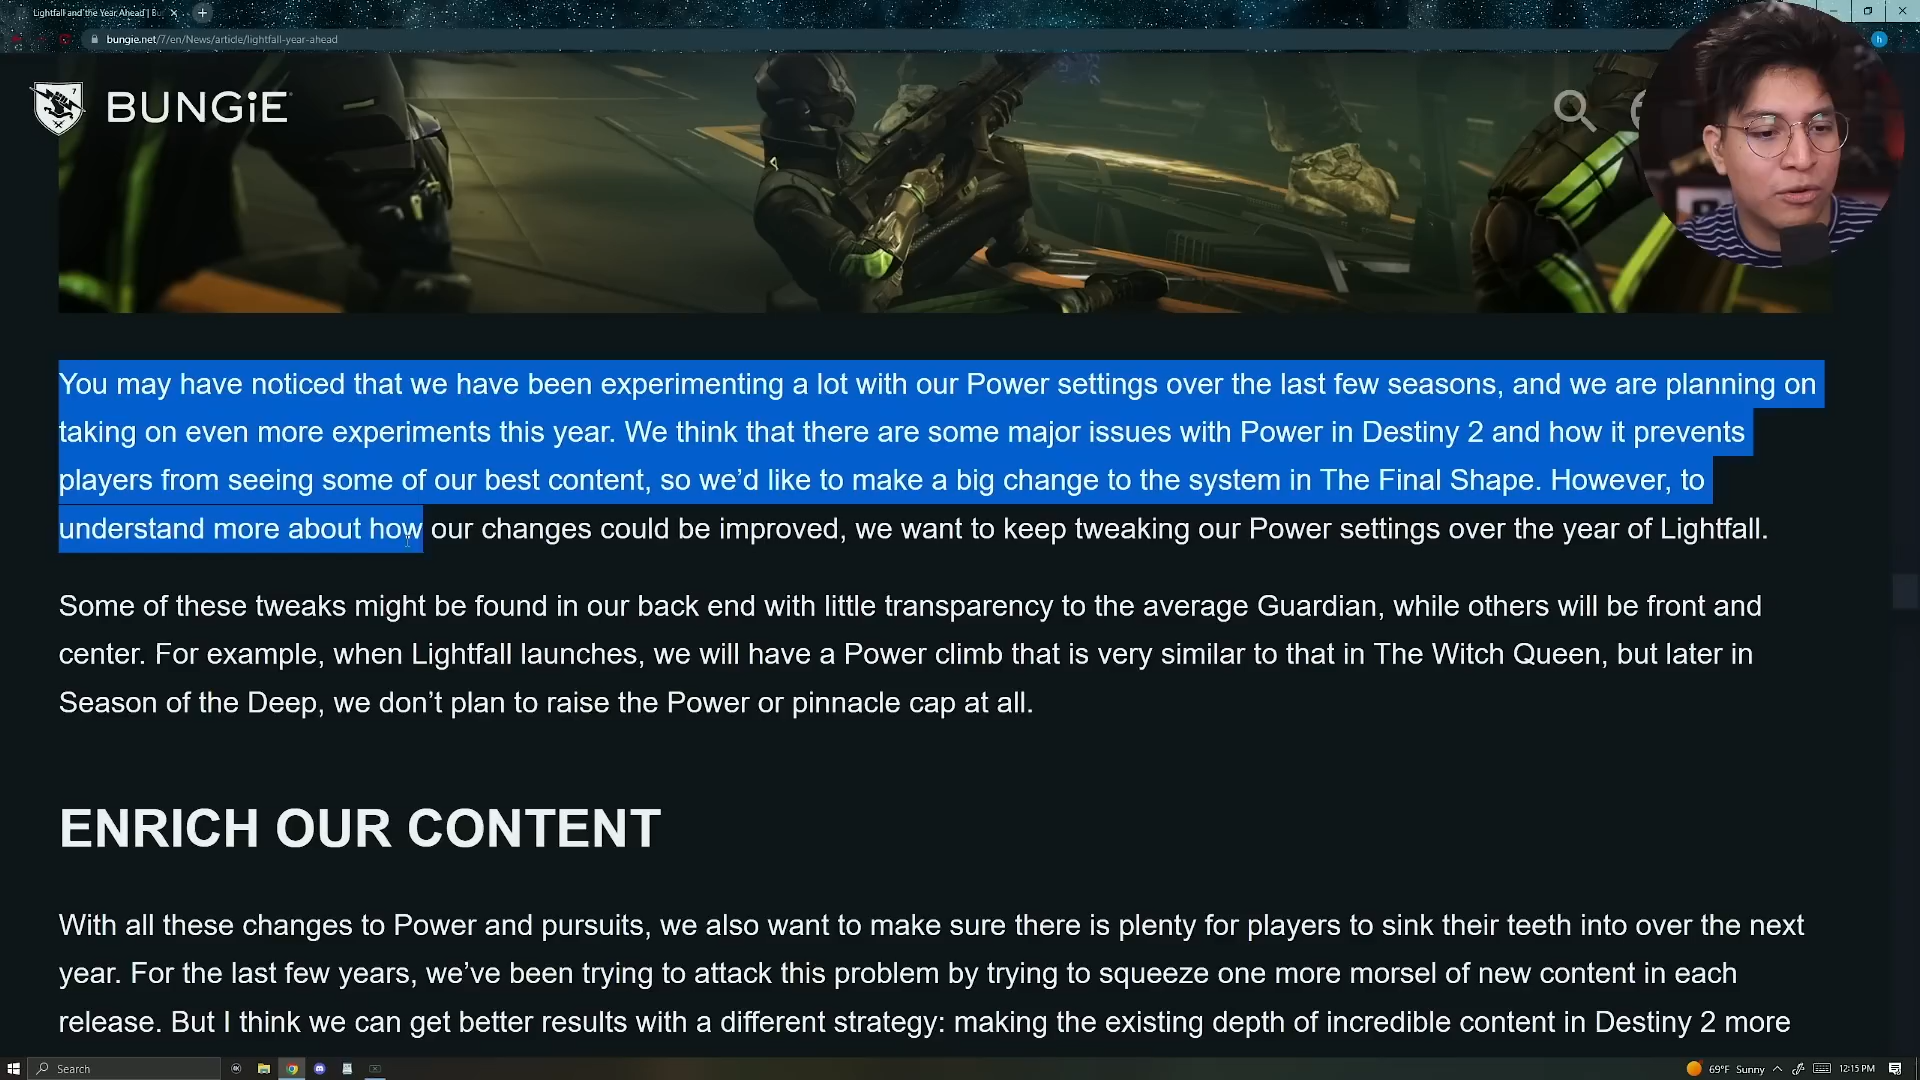 Lightfall and the Year Ahead | Bu
bungie.net/7/en/News/article/lightfall-year-ahead
h
7
BUNGiE
You may have noticed that we have been experimenting a lot with our Power settings over the last few seasons, and we are planning on
taking on even more experiments this year. We think that there are some major issues with Power in Destiny 2 and how it prevents
players from seeing some of our best content, so we’d like to make a big change to the system in The Final Shape. However, to
understand more about how our changes could be improved, we want to keep tweaking our Power settings over the year of Lightfall.
Some of these tweaks might be found in our back end with little transparency to the average Guardian, while others will be front and
center. For example, when Lightfall launches, we will have a Power climb that is very similar to that in The Witch Queen, but later in
Season of the Deep, we don’t plan to raise the Power or pinnacle cap at all.
ENRICH OUR CONTENT
With all these changes to Power and pursuits, we also want to make sure there is plenty for players to sink their teeth into over the next
year. For the last few years, we’ve been trying to attack this problem by trying to squeeze one more morsel of new content in each
release. But I think we can get better results with a different strategy: making the existing depth of incredible content in Destiny 2 more
Search
69°F Sunny
12:15 PM